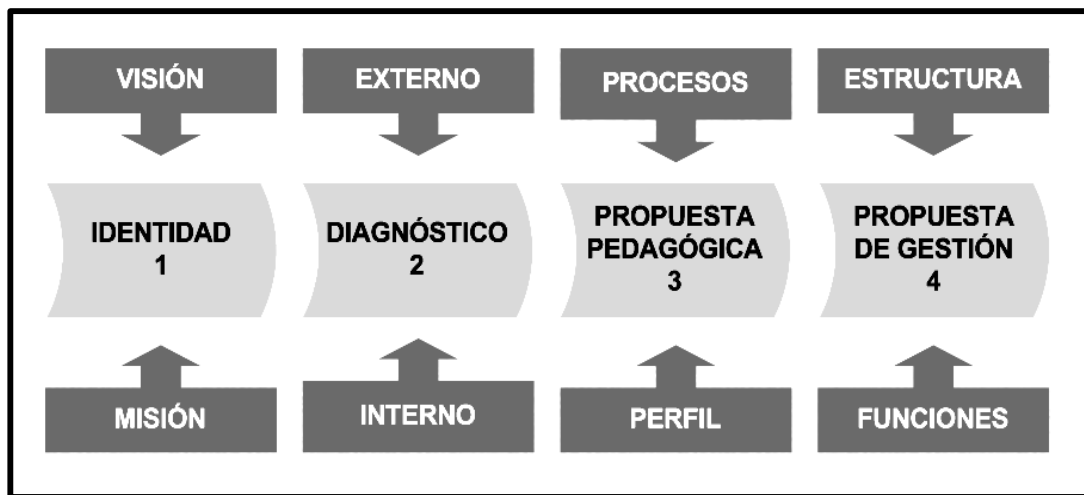 VISIÓN
EXTERNO
PROCESOS
ESTRUCTURA
IDENTIDAD
1
DIAGNÓSTICO
2
PROPUESTA
PEDAGÓGICA
3
PROPUESTA
DE GESTIÓN
4
MISIÓN
INTERNO
PERFIL
FUNCIONES